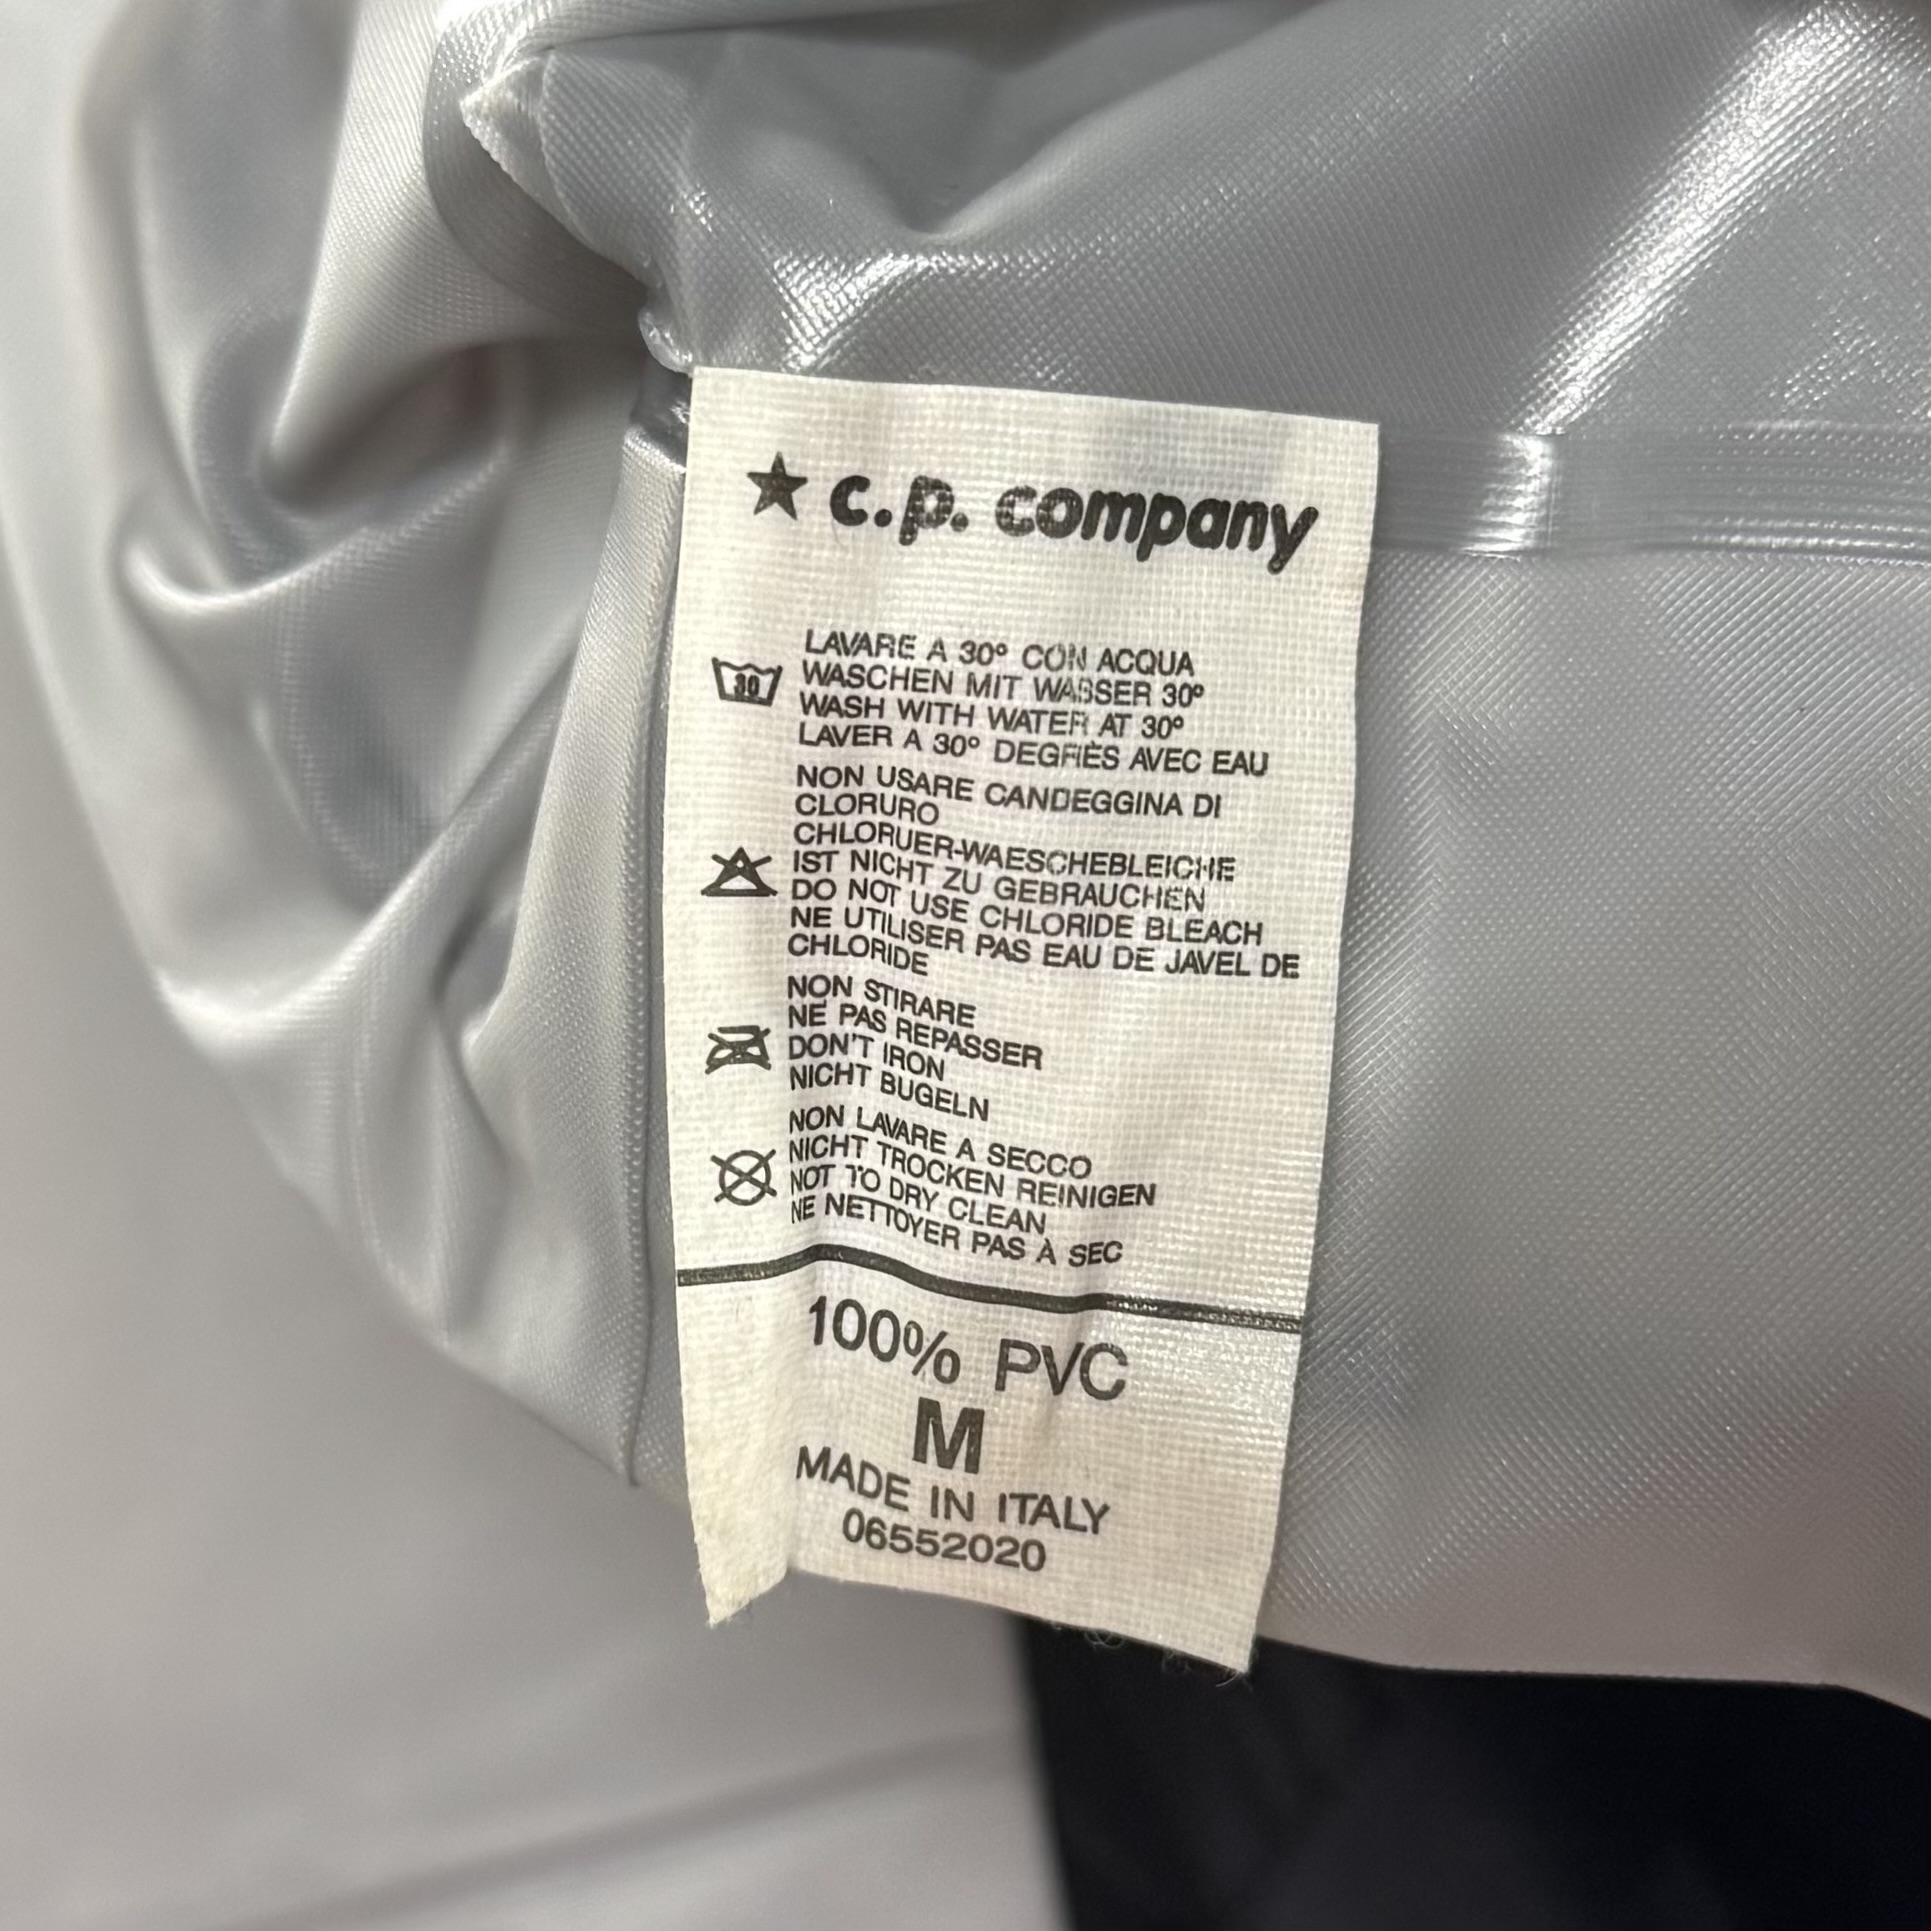 ★ c.p. company
30
LAVARE A 30° CON ACQUA
WASCHEN MIT WASSER 30°
WASH WITH WATER AT 30°
LAVER A 30° DEGRÈS AVEC EAU
NON USARE CANDEGGINA DI
CLORURO
CHLORUER-WAESCHEBLEICHE
IST NICHT ZU GEBRAUCHEN
DO NOT USE CHLORIDE BLEACH
NE UTILISER PAS EAU DE JAVEL DE
CHLORIDE
NON STIRARE
NE PAS REPASSER
DON'T IRON
NICHT BUGELN
NON LAVARE A SECCO
NICHT TROCKEN REINIGEN
NOT TO DRY CLEAN
NE NETTOYER PAS À SEC
100% PVC
M
MADE IN ITALY
06552020